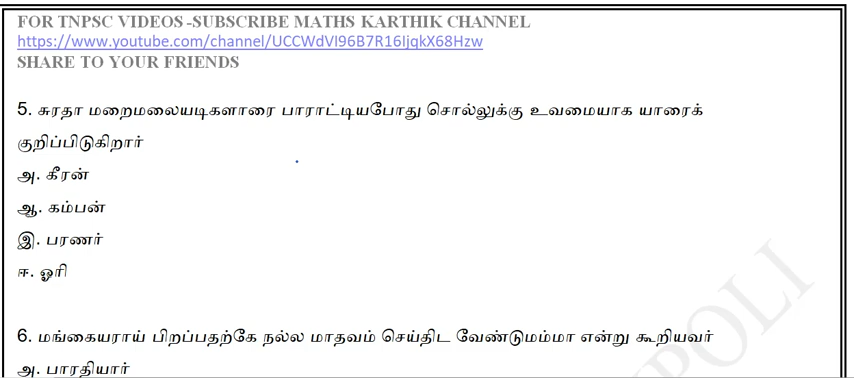 FOR TNPSC VIDEOS -SUBSCRIBE MATHS KARTHIK CHANNEL
https://www.youtube.com/channel/UCCWdVI96B7R16IjqkX68Hzw
SHARE TO YOUR FRIENDS
5. சுரதா மறைமலையடிகளாரை பாராட்டியபோது சொல்லுக்கு உவமையாக யாரைக்
குறிப்பிடுகிறார்
அ. கீரன்
ஆ. கம்பன்
இ. பரணர்
ஈ. ஓரி
6. மங்கையராய் பிறப்பதற்கே நல்ல மாதவம் செய்திட வேண்டுமம்மா என்று கூறியவர்
அ. பாரதியார்